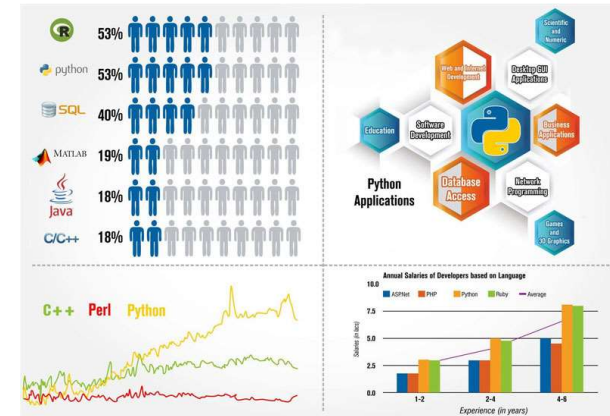 R
53%
python
53%
SQL
40%
MATLAB
19%
Java
18%
C/C++
18%
Scientific
and
Numeric
Web and Internet
Development
Desktop GUI
Applications
Education
Software
Development
Business
Applications
Python
Applications
Database
Access
Network
Programming
Games
and
3D Graphics
C++ Perl Python
Annual Salaries of Developers based on Language
ASPNet PHP Python Ruby Average
Salaries (in lacs)
10.0
7.5
5.0
2.5
0.0
1-2 2-4 4-6
Experience (in years)